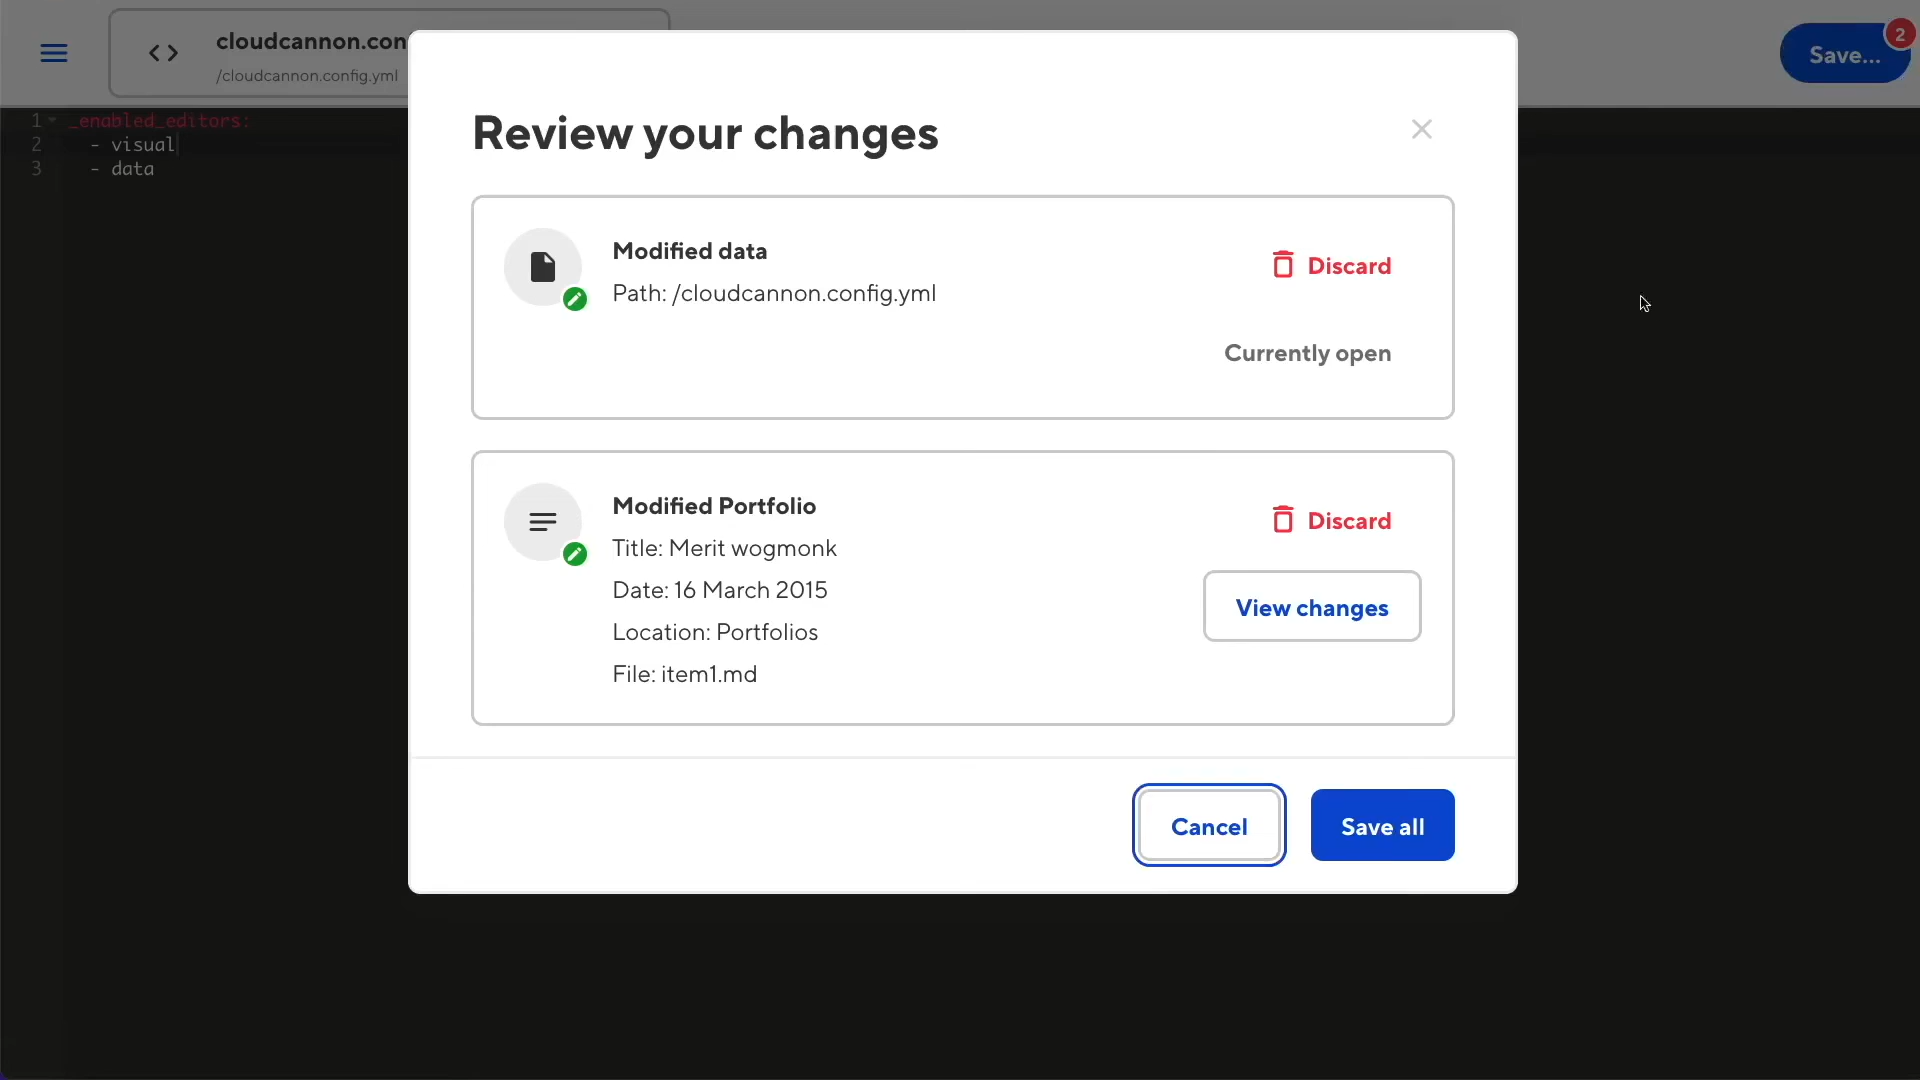 cloudcannon.con
/cloudcannon.config.yml
Save...
2
1 _enabled_editors:
2 - visual
3 - data
Review your changes
Modified data
Path: /cloudcannon.config.yml
Discard
Currently open
Modified Portfolio
Title: Merit wogmonk
Date: 16 March 2015
Location: Portfolios
File: item1.md
Discard
View changes
Cancel
Save all